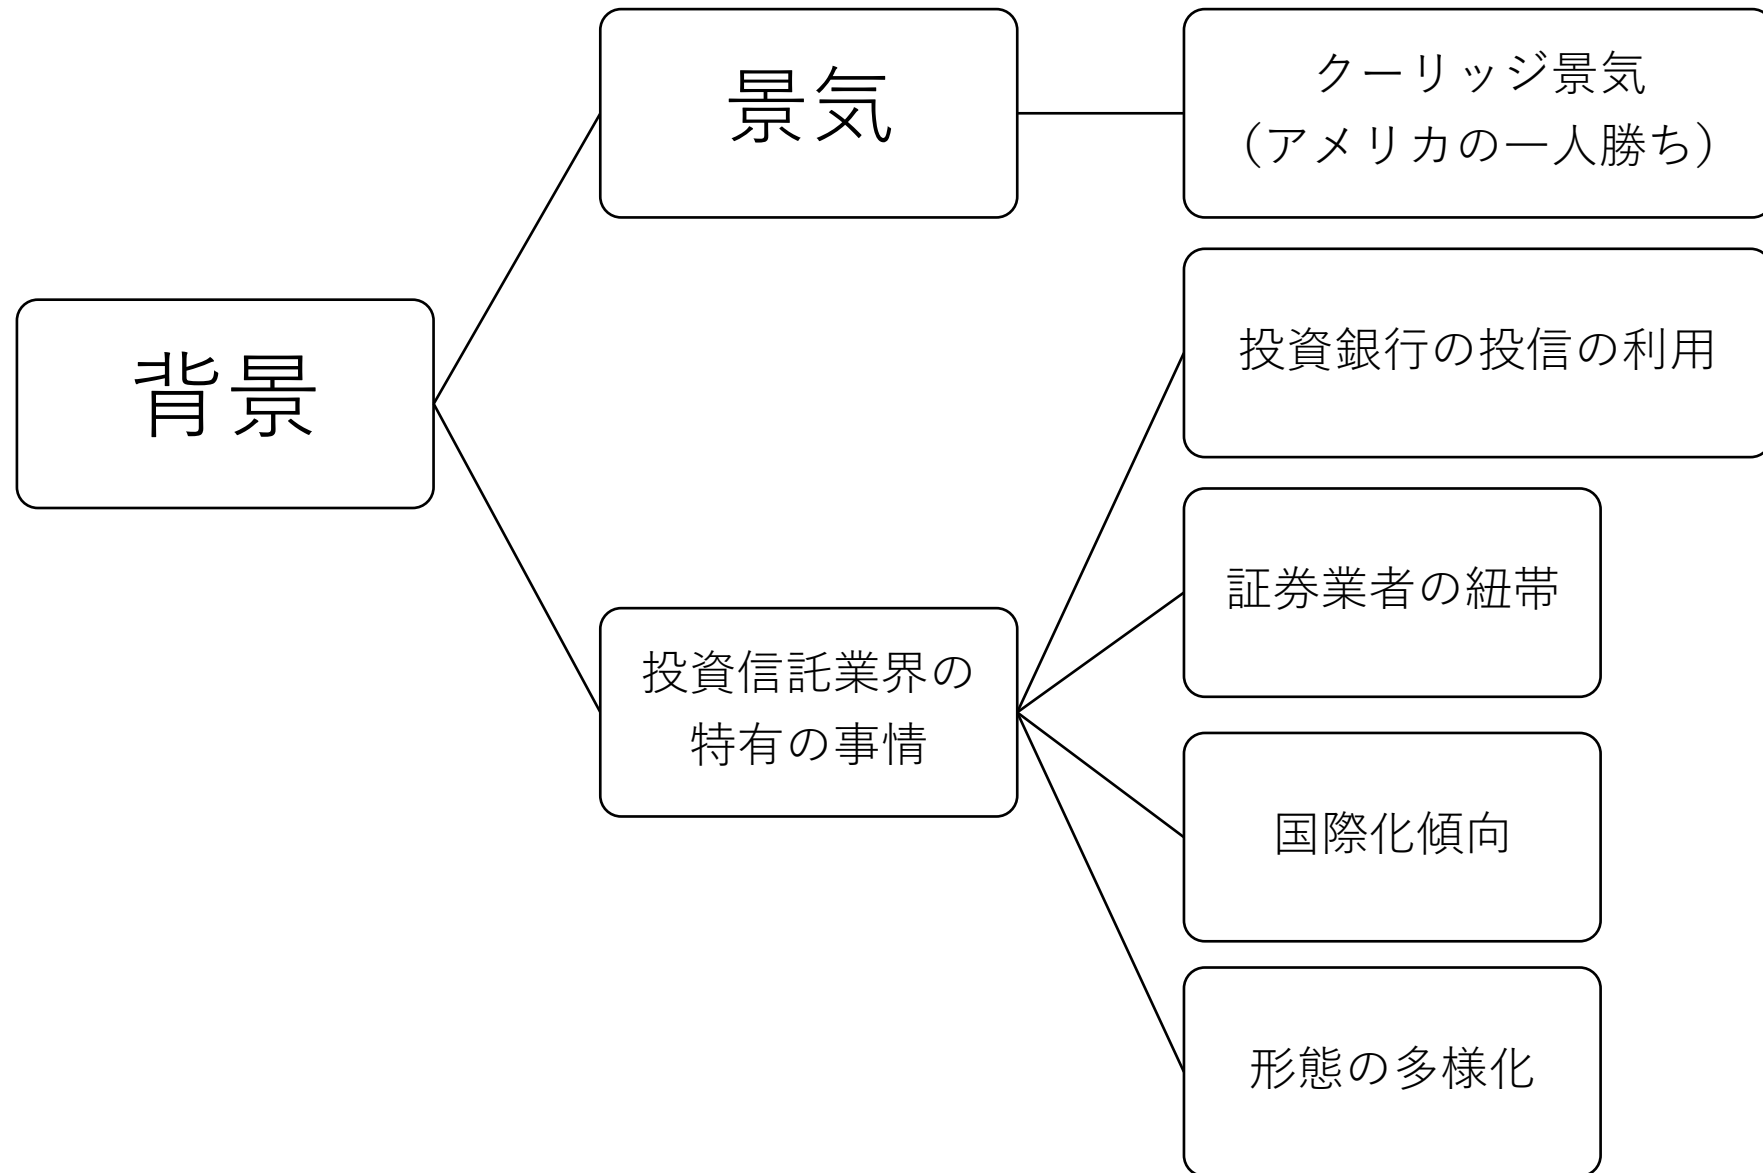 背景
景気
クーリッジ景気
（アメリカの一人勝ち）
投資信託業界の
特有の事情
投資銀行の投信の利用
証券業者の紐帯
国際化傾向
形態の多様化